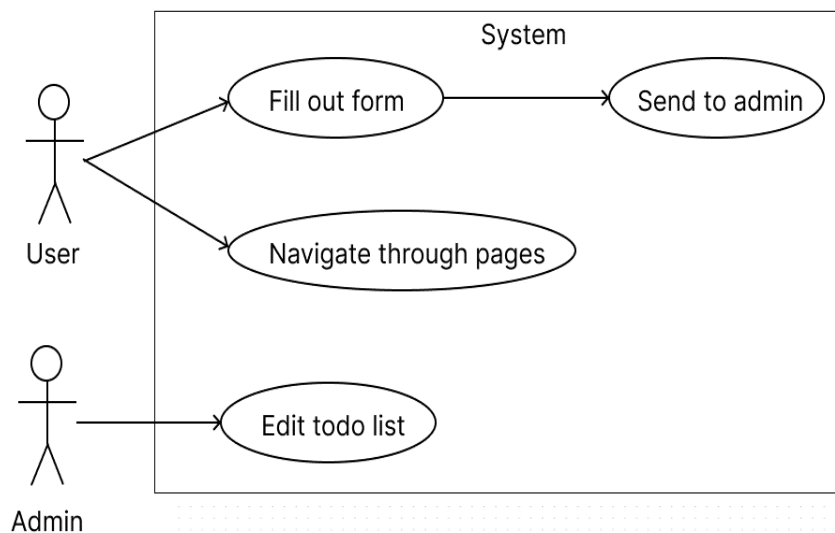 System
Fill out form
Send to admin
User
Navigate through pages
Edit todo list
Admin